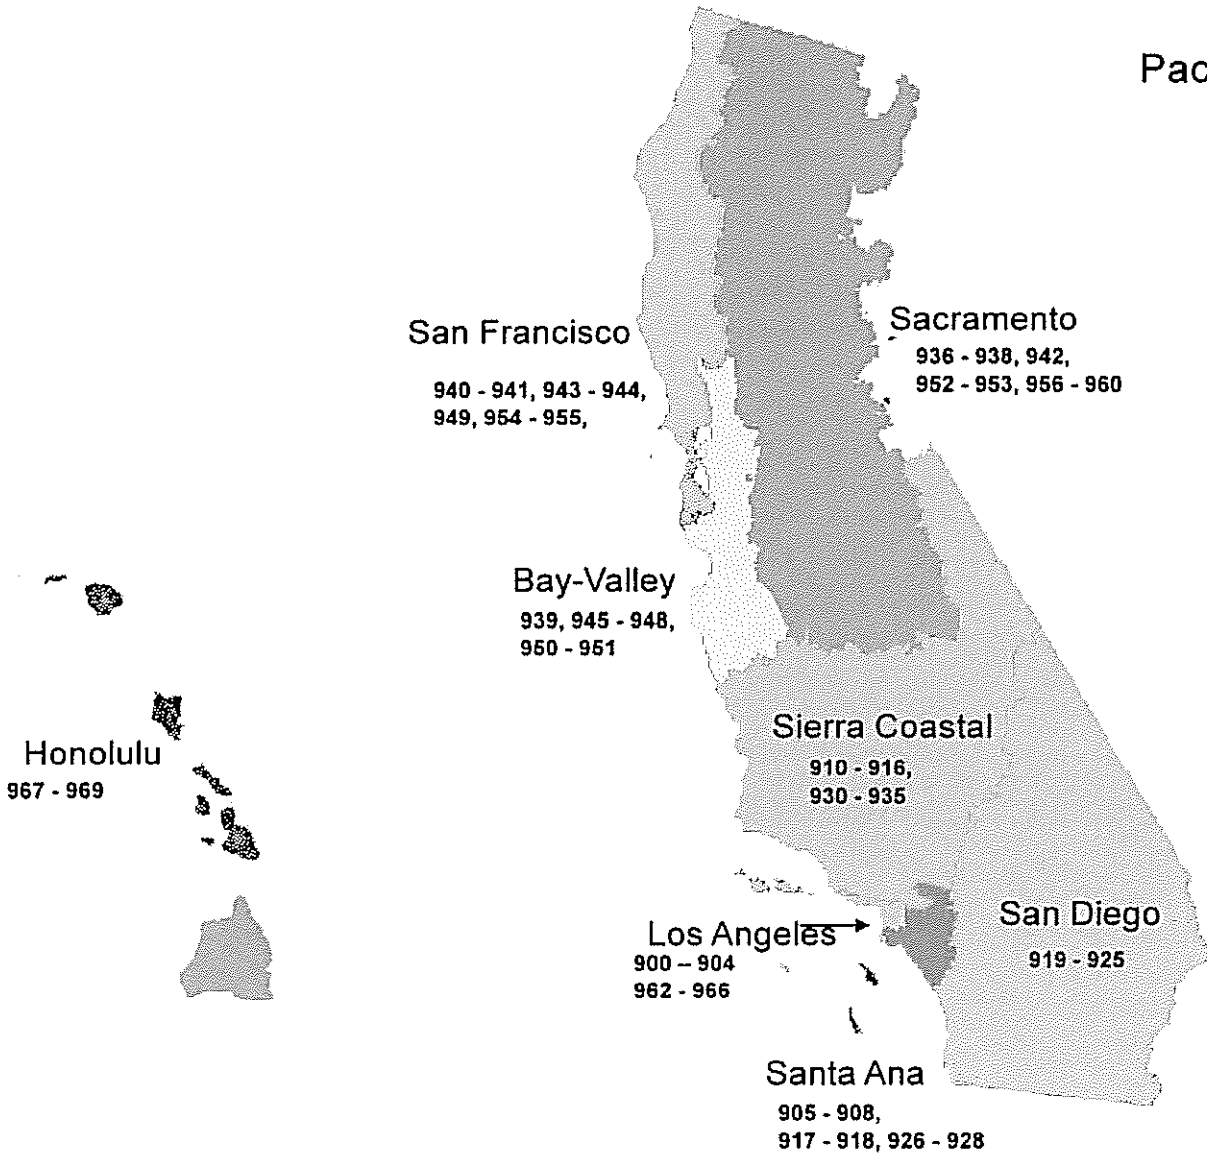 Pac
San Francisco
940 - 941, 943 - 944,
949, 954 - 955,
Sacramento
936 - 938, 942,
952 - 953, 956 - 960
Bay-Valley
939, 945 - 948,
950 - 951
Honolulu
967 - 969
Sierra Coastal
910 - 916,
930 - 935
Los Angeles
900 – 904
962 - 966
San Diego
919 - 925
Santa Ana
905 - 908,
917 - 918, 926 - 928